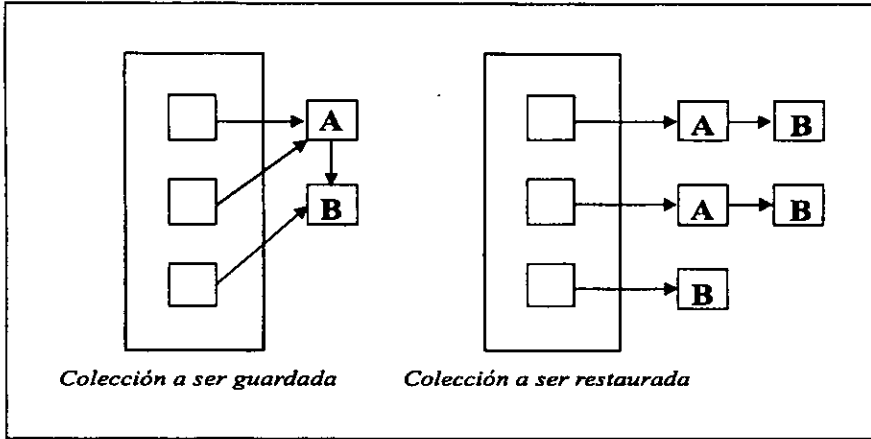 A
B
A B
A B
B
Colección a ser guardada
Colección a ser restaurada